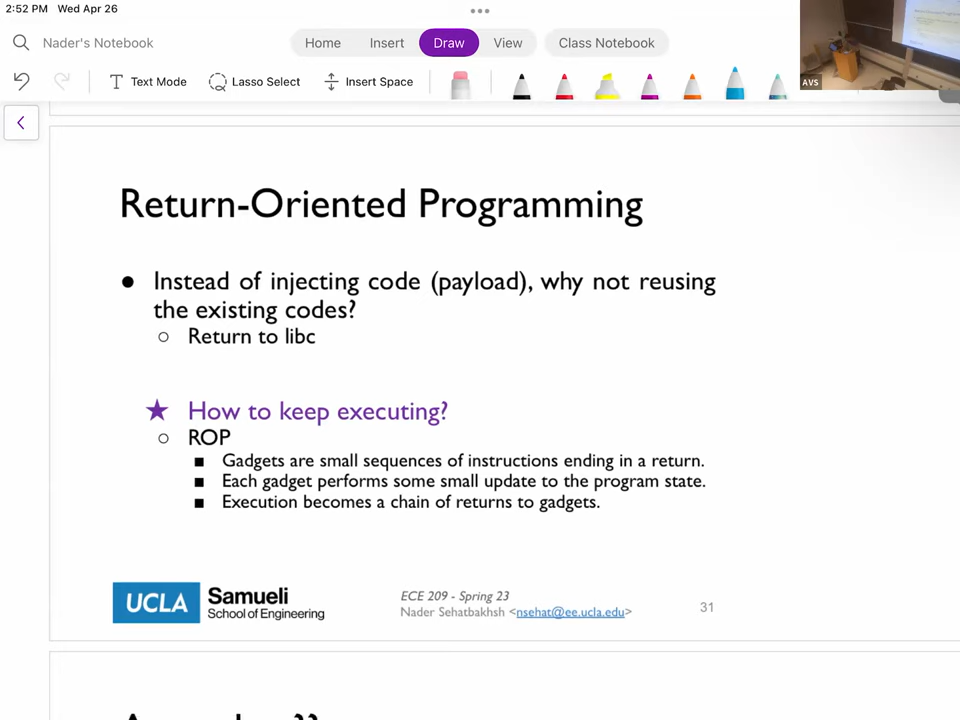 2:52 PM Wed Apr 26
Nader's Notebook
Home Insert Draw View Class Notebook
Text Mode Lasso Select Insert Space
AVS
Return-Oriented Programming
● Instead of injecting code (payload), why not reusing
the existing codes?
○ Return to libc
★ How to keep executing?
○ ROP
■ Gadgets are small sequences of instructions ending in a return.
■ Each gadget performs some small update to the program state.
■ Execution becomes a chain of returns to gadgets.
UCLA Samueli
School of Engineering
ECE 209 - Spring 23
Nader Sehatbakhsh <nsehat@ee.ucla.edu>
31